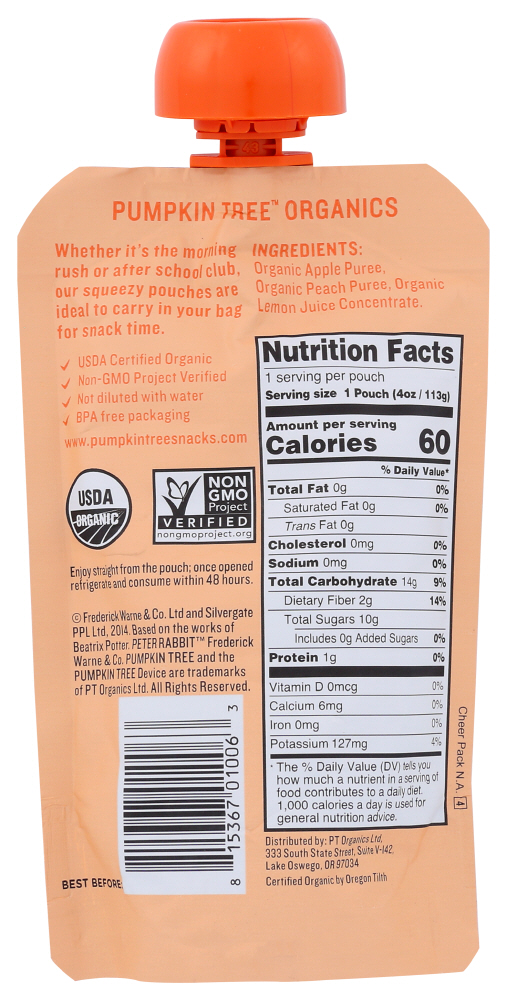 43
PUMPKIN TREE™ ORGANICS
Whether it's the morning
rush or after school club,
our squeezy pouches are
ideal to carry in your bag
for snack time.
✓ USDA Certified Organic
✓ Non-GMO Project Verified
✓ Not diluted with water
✓ BPA free packaging
www.pumpkintreesnacks.com
USDA
ORGANIC
NON
GMO
Project
VERIFIED
nongmoproject.org
Enjoy straight from the pouch; once opened
refrigerate and consume within 48 hours.
© Frederick Warne & Co. Ltd and Silvergate
PPL Ltd, 2014. Based on the works of
Beatrix Potter. PETER RABBIT™ Frederick
Warne & Co. PUMPKIN TREE and the
PUMPKIN TREE Device are trademarks
of PT Organics Ltd. All Rights Reserved.
8 15367 01006 3
BEST BEFORE:
INGREDIENTS:
Organic Apple Puree,
Organic Peach Puree, Organic
Lemon Juice Concentrate.
Nutrition Facts
1 serving per pouch
Serving size 1 Pouch (4oz / 113g)
Amount per serving
Calories 60
% Daily Value*
Total Fat 0g 0%
Saturated Fat 0g 0%
Trans Fat 0g
Cholesterol 0mg 0%
Sodium 0mg 0%
Total Carbohydrate 14g 9%
Dietary Fiber 2g 14%
Total Sugars 10g
Includes 0g Added Sugars 0%
Protein 1g 0%
Vitamin D 0mcg 0%
Calcium 6mg 0%
Iron 0mg 0%
Potassium 127mg 4%
* The % Daily Value (DV) tells you
how much a nutrient in a serving of
food contributes to a daily diet.
1,000 calories a day is used for
general nutrition advice.
Distributed by: PT Organics Ltd,
333 South State Street, Suite V-142,
Lake Oswego, OR 97034
Certified Organic by Oregon Tilth
Cheer Pack N.A. 4